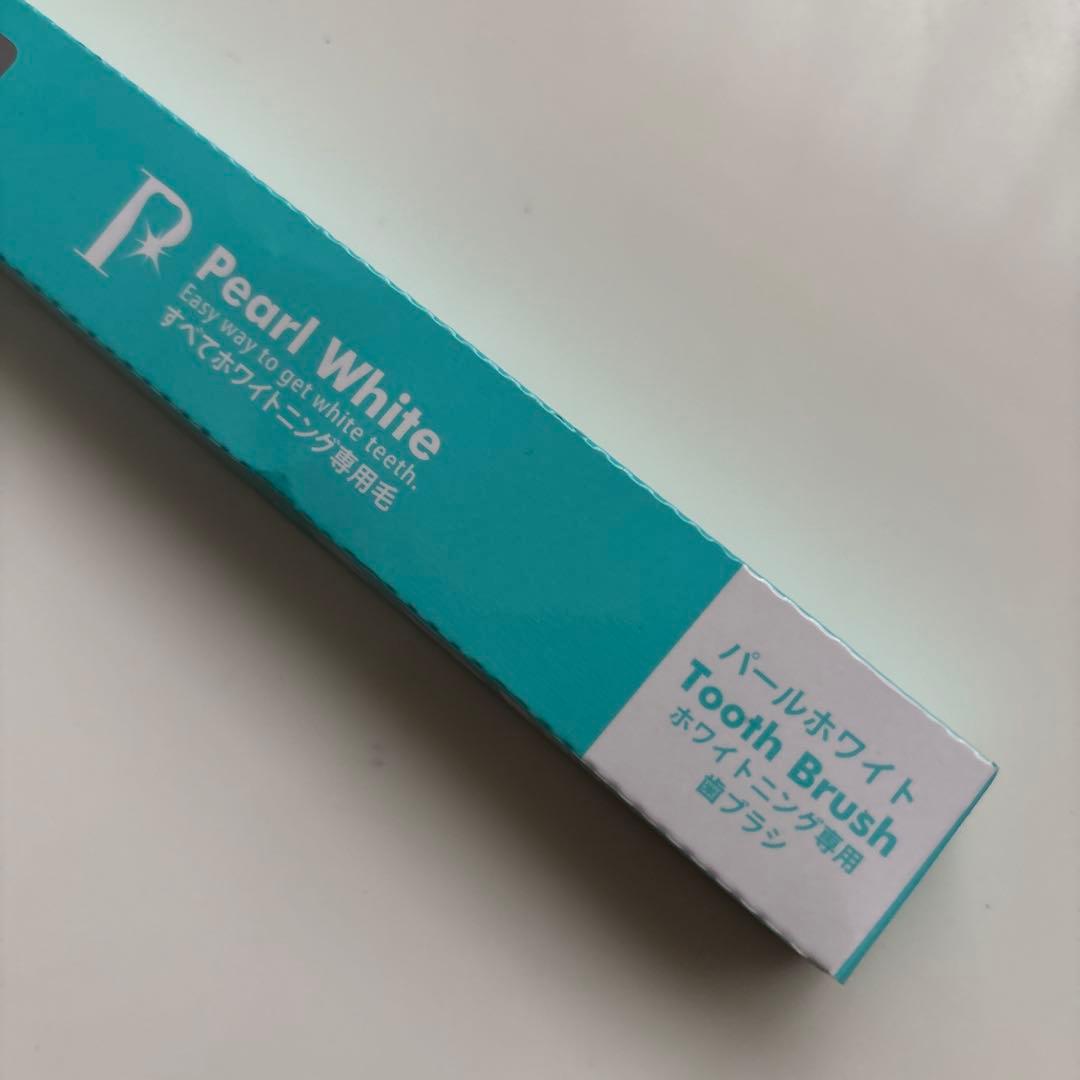 Pearl White
Easy way to get white teeth.
すべてホワイトニング専用毛
パールホワイト
Tooth Brush
ホワイトニング専用
歯ブラシ